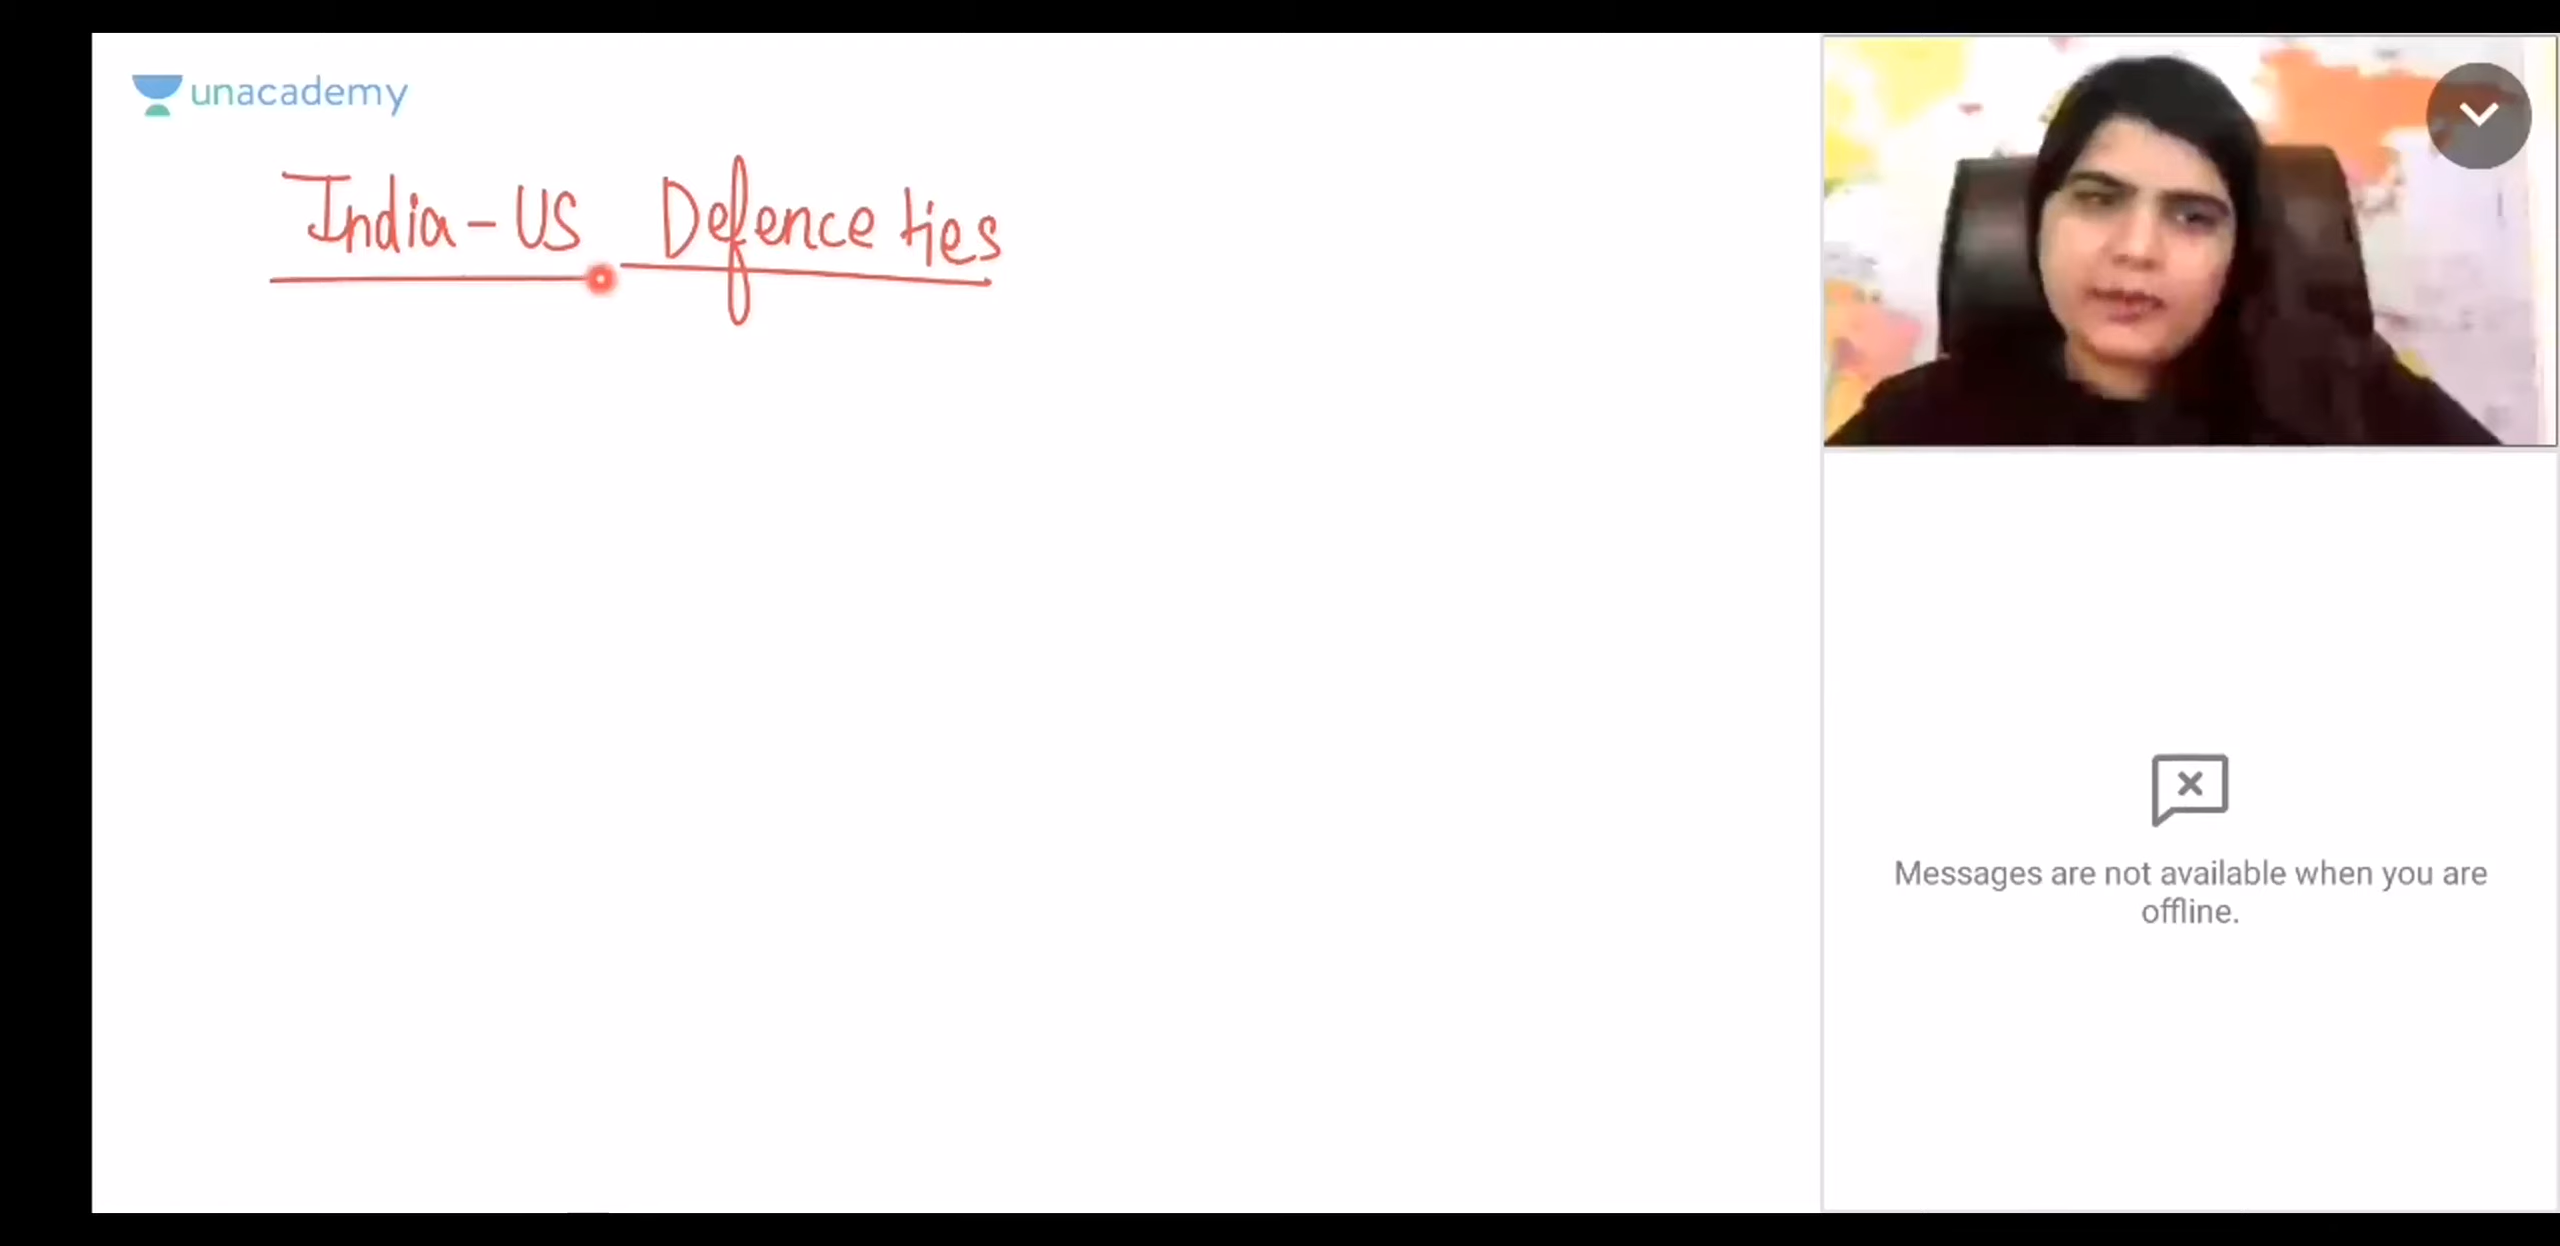 unacademy
India - US Defence ties
Messages are not available when you are
offline.